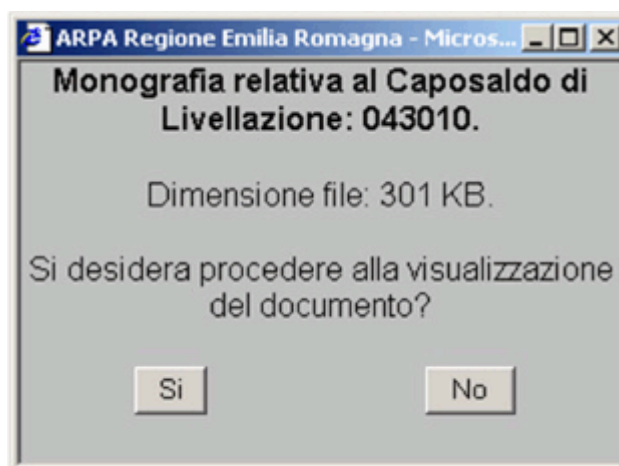 ARPA Regione Emilia Romagna - Micros...
Monografia relativa al Caposaldo di
Livellazione: 043010.
Dimensione file: 301 KB.
Si desidera procedere alla visualizzazione
del documento?
Si No